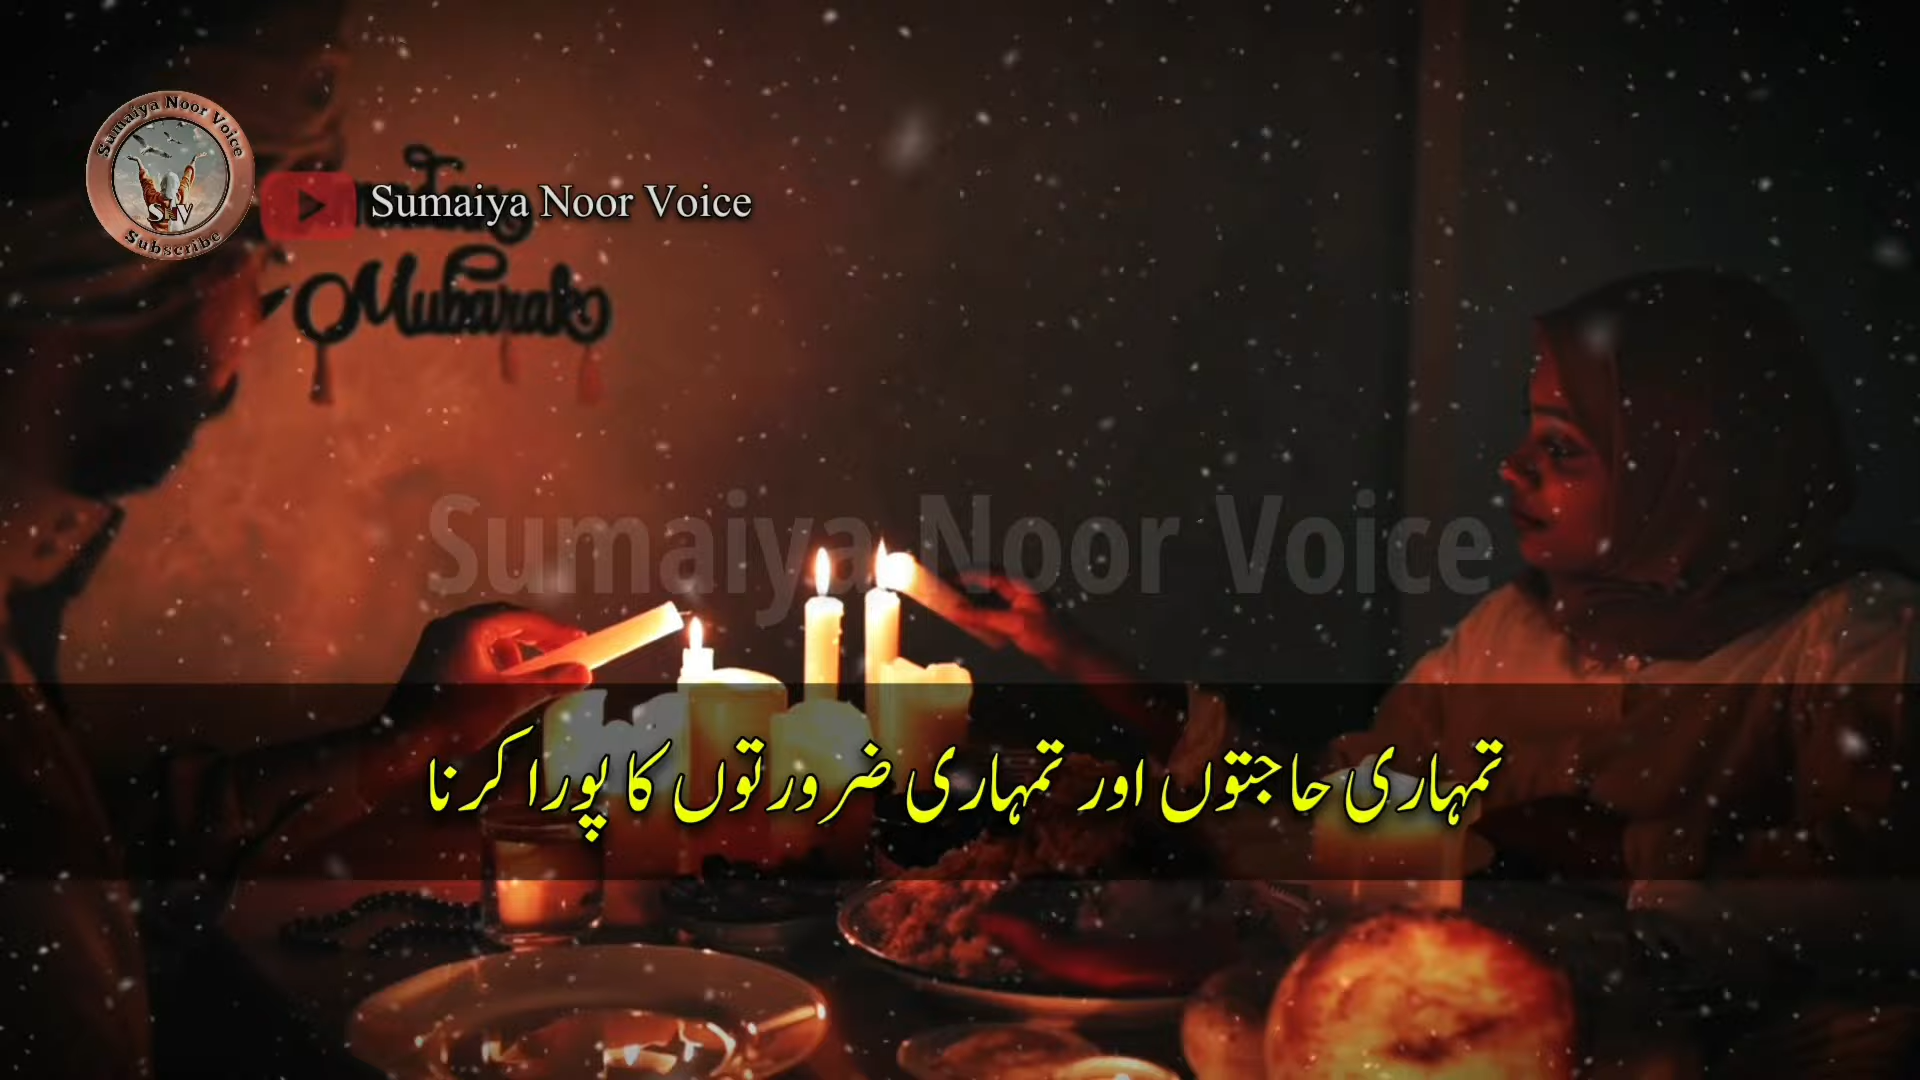 Sumaiya Noor Voice
SNV
Subscribe
Sumaiya Noor Voice
Mubarak
Sumaiya Noor Voice
تمہاری حاجتوں اور تمہاری ضرورتوں کا پورا کرنا